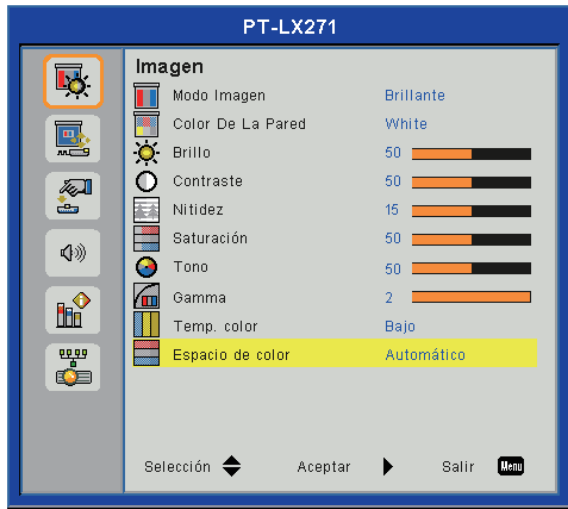 PT-LX271
Imagen
Modo Imagen Brillante
Color De La Pared White
Brillo 50
Contraste 50
Nitidez 15
Saturación 50
Tono 50
Gamma 2
Temp. color Bajo
Espacio de color Automático
Selección Aceptar Salir Menu